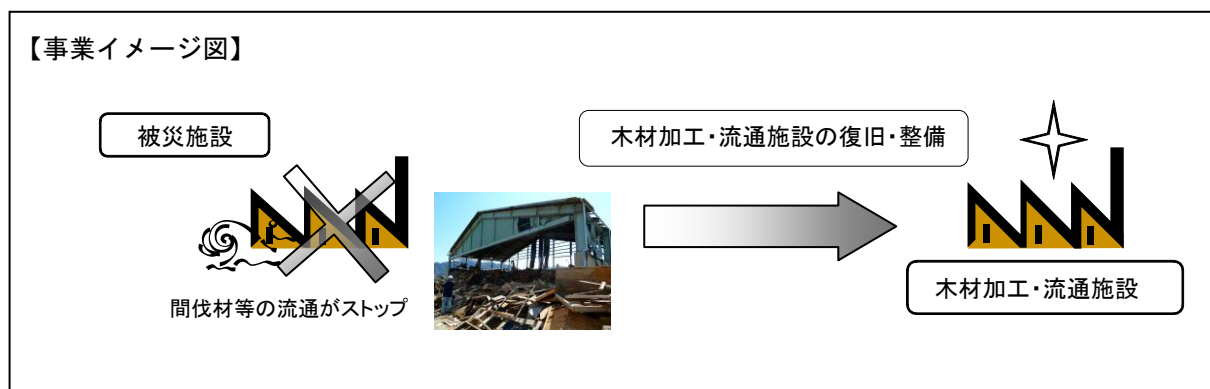 【事業イメージ図】
被災施設
木材加工・流通施設の復旧・整備
間伐材等の流通がストップ
木材加工・流通施設